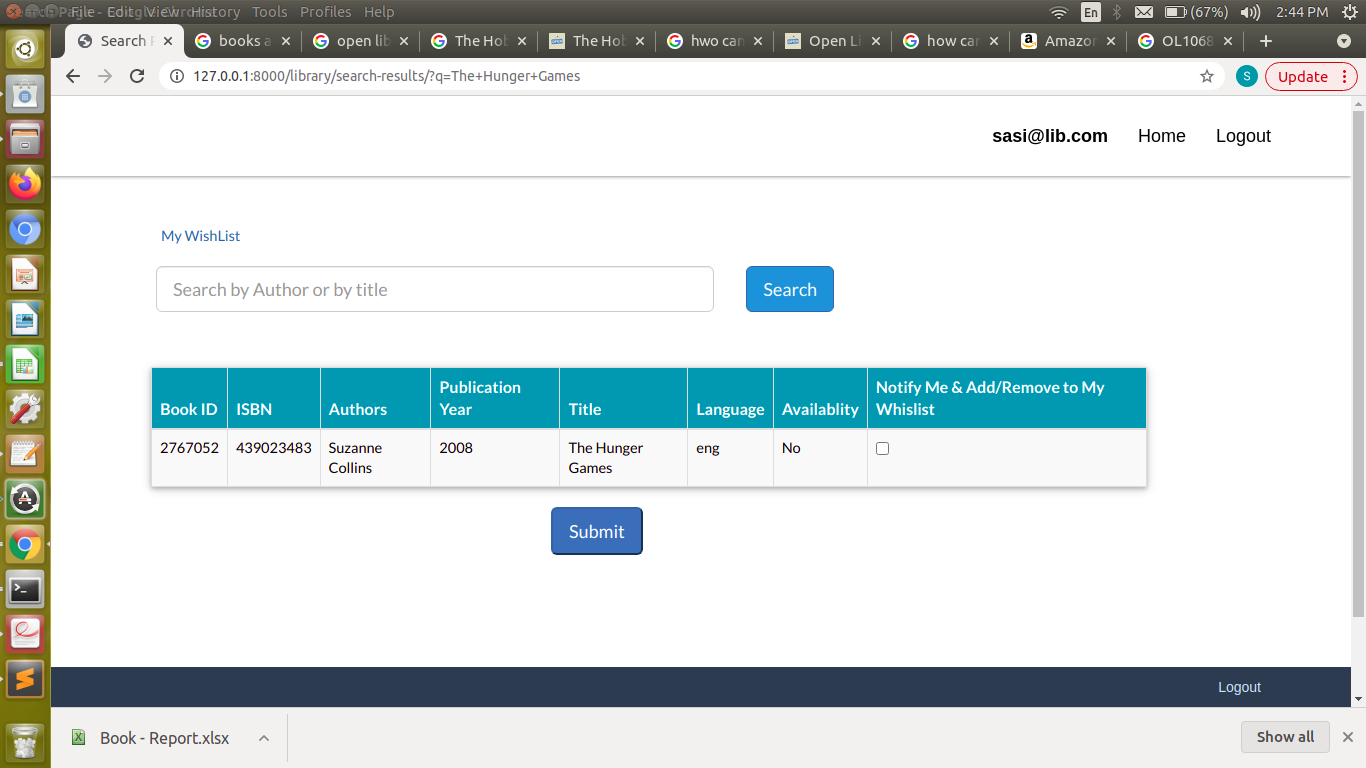 File Edit View History Tools Profiles Help
En
(67%)
2:44 PM
Search P
books a
open lib
The Hob
The Hob
hwo can
Open Li
how can
Amazon
OL1068
127.0.0.1:8000/library/search-results/?q=The+Hunger+Games
S
Update
sasi@lib.com Home Logout
My WishList
Search by Author or by title
Search
Book ID ISBN Authors Publication Year Title Language Availablity Notify Me & Add/Remove to My Whislist
2767052 439023483 Suzanne Collins 2008 The Hunger Games eng No
Submit
Logout
Book - Report.xlsx
Show all